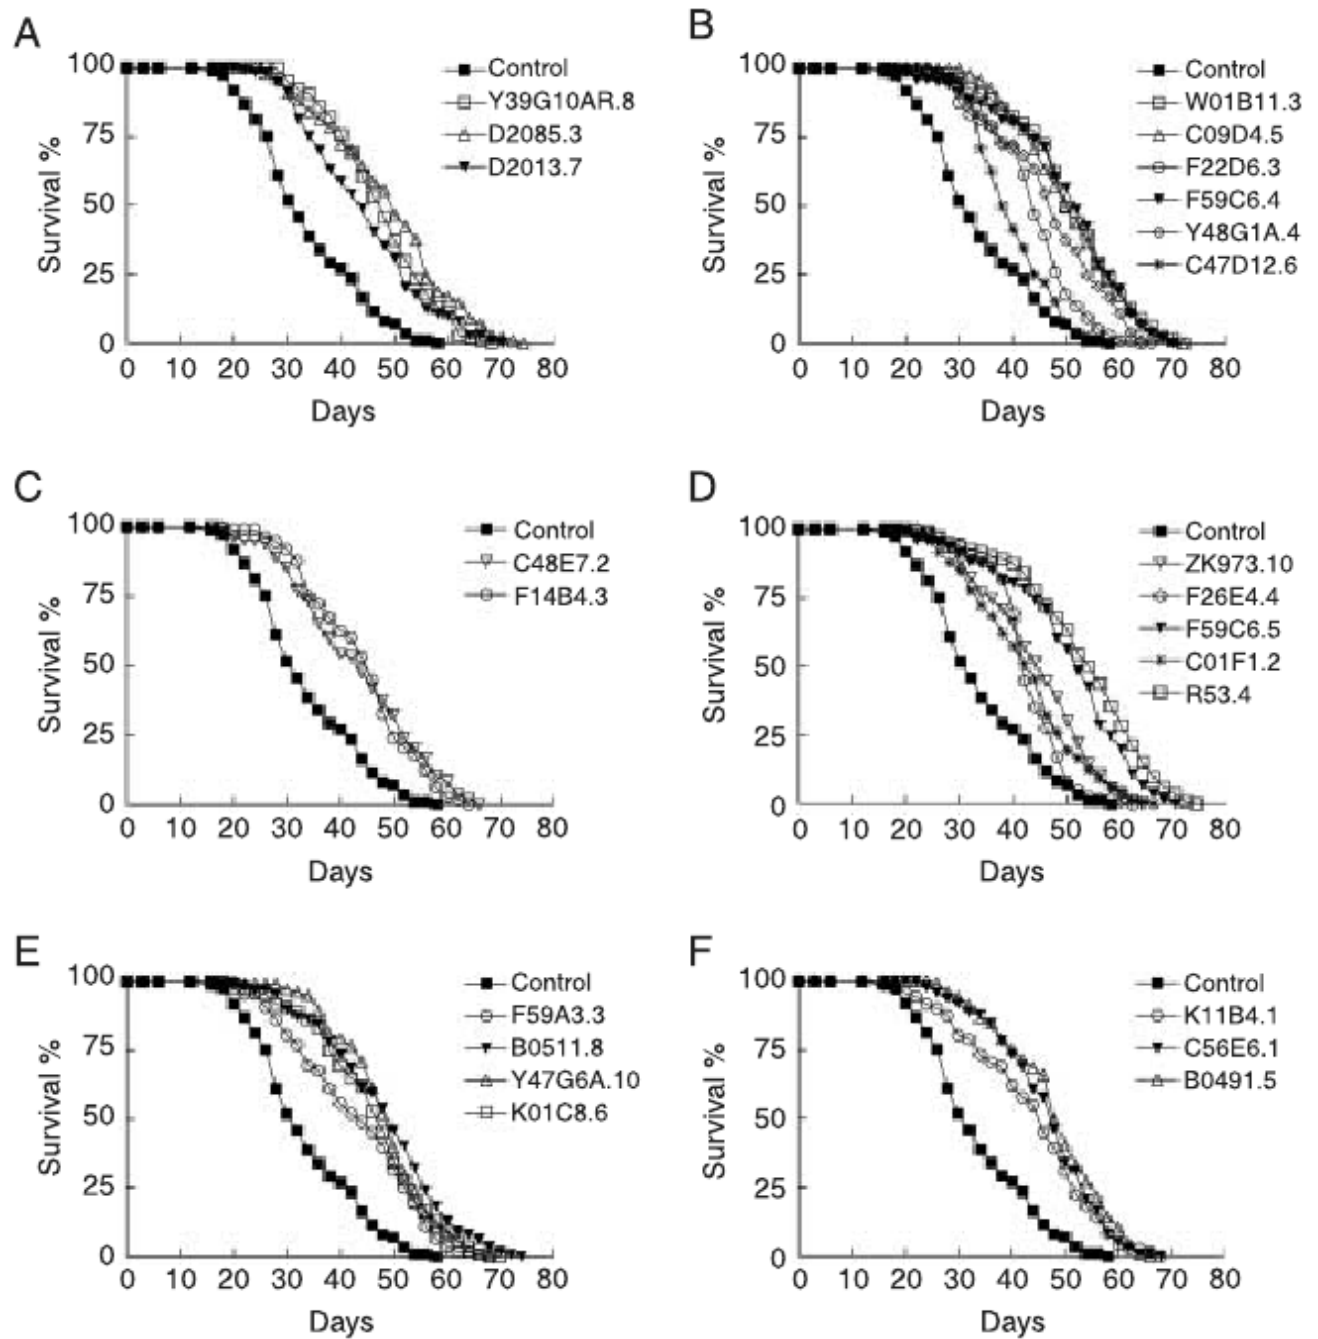 A
100
75
50
25
0
0 10 20 30 40 50 60 70 80
Survival %
Days
Control
Y39G10AR.8
D2085.3
D2013.7
B
100
75
50
25
0
0 10 20 30 40 50 60 70 80
Survival %
Days
Control
W01B11.3
C09D4.5
F22D6.3
F59C6.4
Y48G1A.4
C47D12.6
C
100
75
50
25
0
0 10 20 30 40 50 60 70 80
Survival %
Days
Control
C48E7.2
F14B4.3
D
100
75
50
25
0
0 10 20 30 40 50 60 70 80
Survival %
Days
Control
ZK973.10
F26E4.4
F59C6.5
C01F1.2
R53.4
E
100
75
50
25
0
0 10 20 30 40 50 60 70 80
Survival %
Days
Control
F59A3.3
B0511.8
Y47G6A.10
K01C8.6
F
100
75
50
25
0
0 10 20 30 40 50 60 70 80
Survival %
Days
Control
K11B4.1
C56E6.1
B0491.5